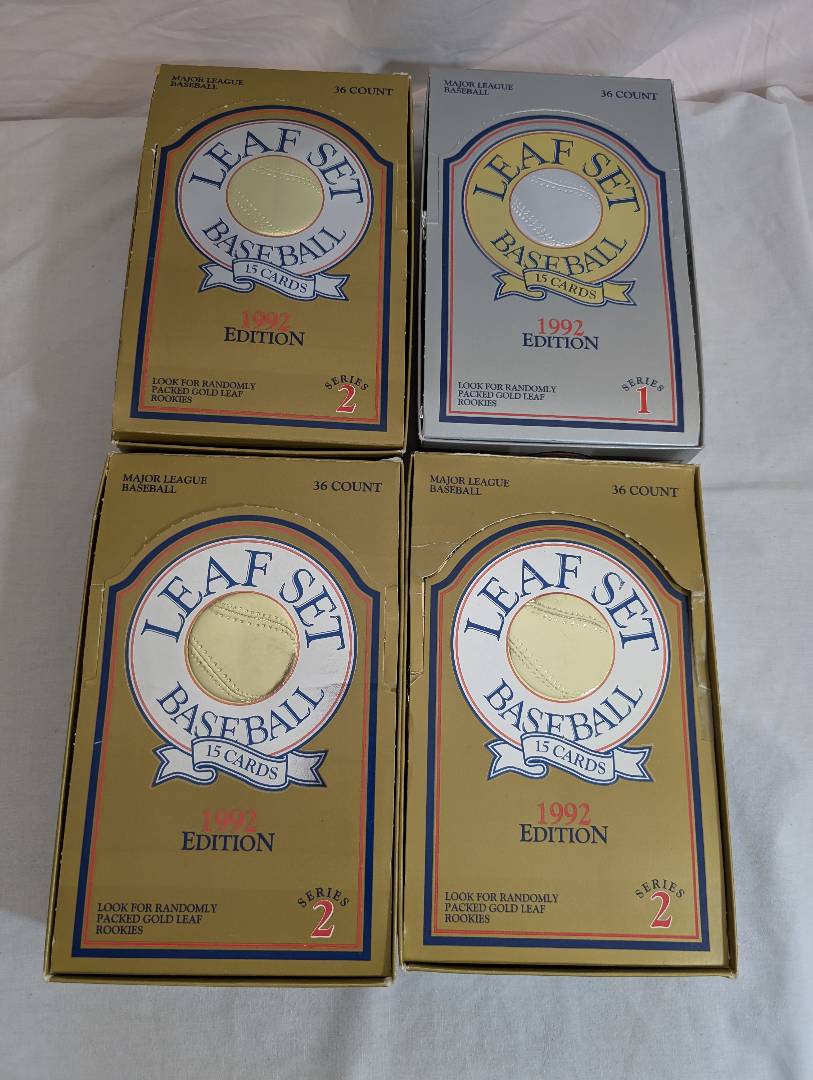 MAJOR LEAGUE
BASEBALL
36 COUNT
LEAF SET
BASEBALL
15 CARDS
1992
EDITION
LOOK FOR RANDOMLY
PACKED GOLD LEAF
ROOKIES
SERIES
2
MAJOR LEAGUE
BASEBALL
36 COUNT
LEAF SET
BASEBALL
15 CARDS
1992
EDITION
LOOK FOR RANDOMLY
PACKED GOLD LEAF
ROOKIES
SERIES
1
MAJOR LEAGUE
BASEBALL
36 COUNT
LEAF SET
BASEBALL
15 CARDS
1992
EDITION
LOOK FOR RANDOMLY
PACKED GOLD LEAF
ROOKIES
SERIES
2
MAJOR LEAGUE
BASEBALL
36 COUNT
LEAF SET
BASEBALL
15 CARDS
1992
EDITION
LOOK FOR RANDOMLY
PACKED GOLD LEAF
ROOKIES
SERIES
2